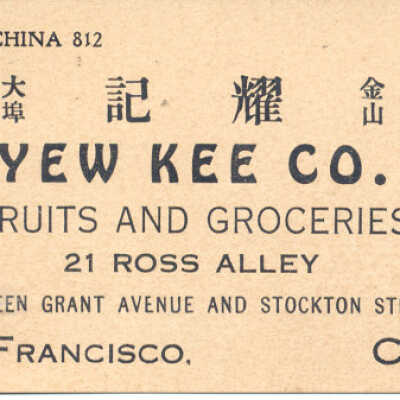 CHINA 812
大埠 記 耀 金山
YEW KEE CO.
RUITS AND GROCERIES
21 ROSS ALLEY
EEN GRANT AVENUE AND STOCKTON ST
FRANCISCO,